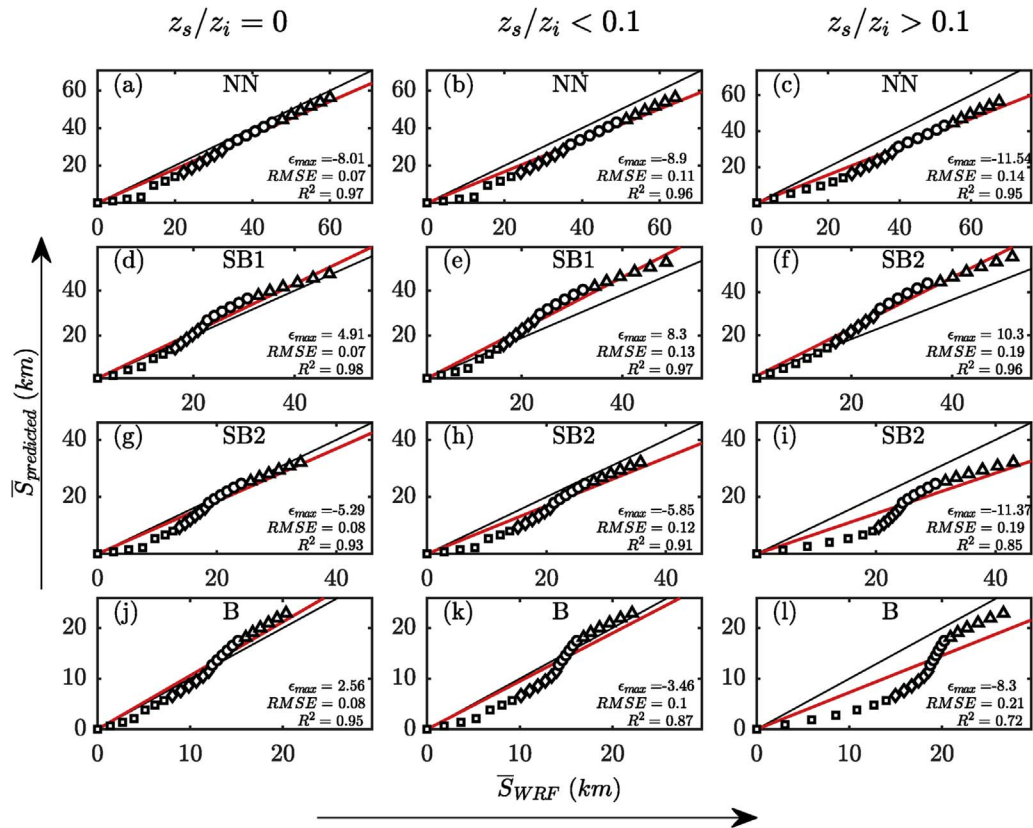 z_s/z_i = 0
z_s/z_i < 0.1
z_s/z_i > 0.1
(a) NN
60
40
20
ϵ_max=-8.01
RMSE = 0.07
R² = 0.97
0 20 40 60
(b) NN
60
40
20
ϵ_max=-8.9
RMSE = 0.11
R² = 0.96
0 20 40 60
(c) NN
60
40
20
ϵ_max=-11.54
RMSE = 0.14
R² = 0.95
0 20 40 60
(d) SB1
40
20
ϵ_max= 4.91
RMSE = 0.07
R² = 0.98
0 20 40
(e) SB1
40
20
ϵ_max= 8.3
RMSE = 0.13
R² = 0.97
0 20 40
(f) SB2
40
20
ϵ_max= 10.3
RMSE = 0.19
R² = 0.96
0 20 40
S̅_predicted (km)
(g) SB2
40
20
0
ϵ_max=-5.29
RMSE = 0.08
R² = 0.93
0 20 40
(h) SB2
40
20
0
ϵ_max=-5.85
RMSE = 0.12
R² = 0.91
0 20 40
(i) SB2
40
20
0
ϵ_max=-11.37
RMSE = 0.19
R² = 0.85
0 20 40
(j) B
20
10
0
ϵ_max= 2.56
RMSE = 0.08
R² = 0.95
0 10 20
(k) B
20
10
0
ϵ_max=-3.46
RMSE = 0.1
R² = 0.87
0 10 20
(l) B
20
10
0
ϵ_max=-8.3
RMSE = 0.21
R² = 0.72
0 10 20
S̅_WRF (km)